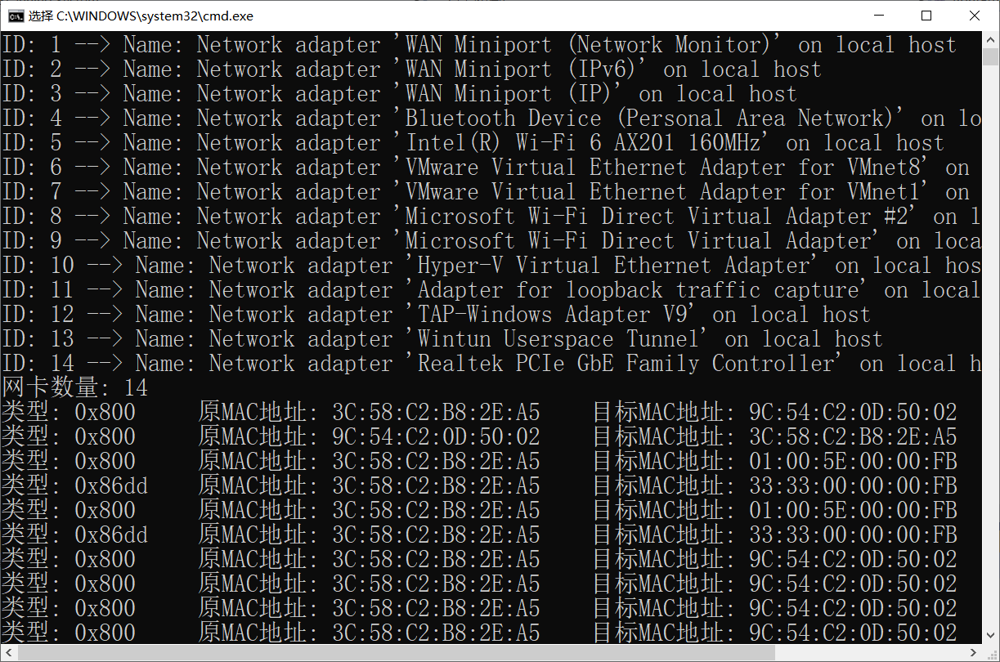 选择 C:\WINDOWS\system32\cmd.exe
ID: 1 --> Name: Network adapter 'WAN Miniport (Network Monitor)' on local host
ID: 2 --> Name: Network adapter 'WAN Miniport (IPv6)' on local host
ID: 3 --> Name: Network adapter 'WAN Miniport (IP)' on local host
ID: 4 --> Name: Network adapter 'Bluetooth Device (Personal Area Network)' on lo
ID: 5 --> Name: Network adapter 'Intel(R) Wi-Fi 6 AX201 160MHz' on local host
ID: 6 --> Name: Network adapter 'VMware Virtual Ethernet Adapter for VMnet8' on
ID: 7 --> Name: Network adapter 'VMware Virtual Ethernet Adapter for VMnet1' on
ID: 8 --> Name: Network adapter 'Microsoft Wi-Fi Direct Virtual Adapter #2' on l
ID: 9 --> Name: Network adapter 'Microsoft Wi-Fi Direct Virtual Adapter' on loca
ID: 10 --> Name: Network adapter 'Hyper-V Virtual Ethernet Adapter' on local hos
ID: 11 --> Name: Network adapter 'Adapter for loopback traffic capture' on local
ID: 12 --> Name: Network adapter 'TAP-Windows Adapter V9' on local host
ID: 13 --> Name: Network adapter 'Wintun Userspace Tunnel' on local host
ID: 14 --> Name: Network adapter 'Realtek PCIe GbE Family Controller' on local h
网卡数量: 14
类型: 0x800 原MAC地址: 3C:58:C2:B8:2E:A5 目标MAC地址: 9C:54:C2:0D:50:02
类型: 0x800 原MAC地址: 9C:54:C2:0D:50:02 目标MAC地址: 3C:58:C2:B8:2E:A5
类型: 0x800 原MAC地址: 3C:58:C2:B8:2E:A5 目标MAC地址: 01:00:5E:00:00:FB
类型: 0x86dd 原MAC地址: 3C:58:C2:B8:2E:A5 目标MAC地址: 33:33:00:00:00:FB
类型: 0x800 原MAC地址: 3C:58:C2:B8:2E:A5 目标MAC地址: 01:00:5E:00:00:FB
类型: 0x86dd 原MAC地址: 3C:58:C2:B8:2E:A5 目标MAC地址: 33:33:00:00:00:FB
类型: 0x800 原MAC地址: 3C:58:C2:B8:2E:A5 目标MAC地址: 9C:54:C2:0D:50:02
类型: 0x800 原MAC地址: 3C:58:C2:B8:2E:A5 目标MAC地址: 9C:54:C2:0D:50:02
类型: 0x800 原MAC地址: 3C:58:C2:B8:2E:A5 目标MAC地址: 9C:54:C2:0D:50:02
类型: 0x800 原MAC地址: 3C:58:C2:B8:2E:A5 目标MAC地址: 9C:54:C2:0D:50:02